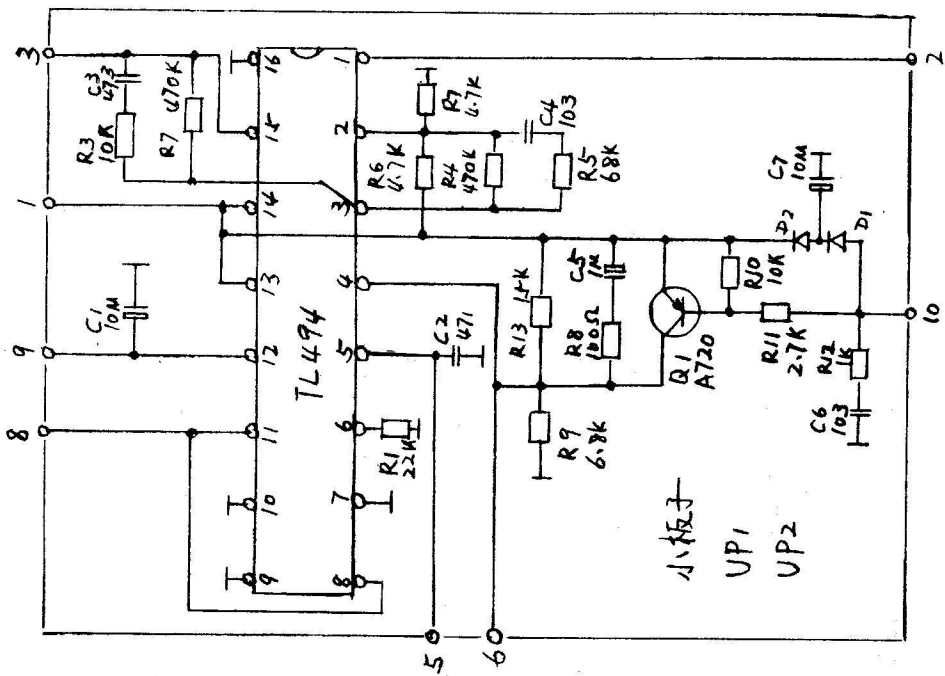 3
1
9
8
C3
473
R3
10K
R7
470K
C1
10M
16
15
14
13
12
11
10
9
TL494
1
2
3
4
5
6
7
8
R7
4.7K
R6
4.7K
R4
470K
C4
103
R5
68K
C2
471
R1
22K
R13
C5
1M
R8
100Ω
R9
6.8K
Q1
A720
R10
10K
R11
2.7K
R12
1K
C6
103
C7
10M
D2
D1
2
10
5
6
小板子
UP1
UP2